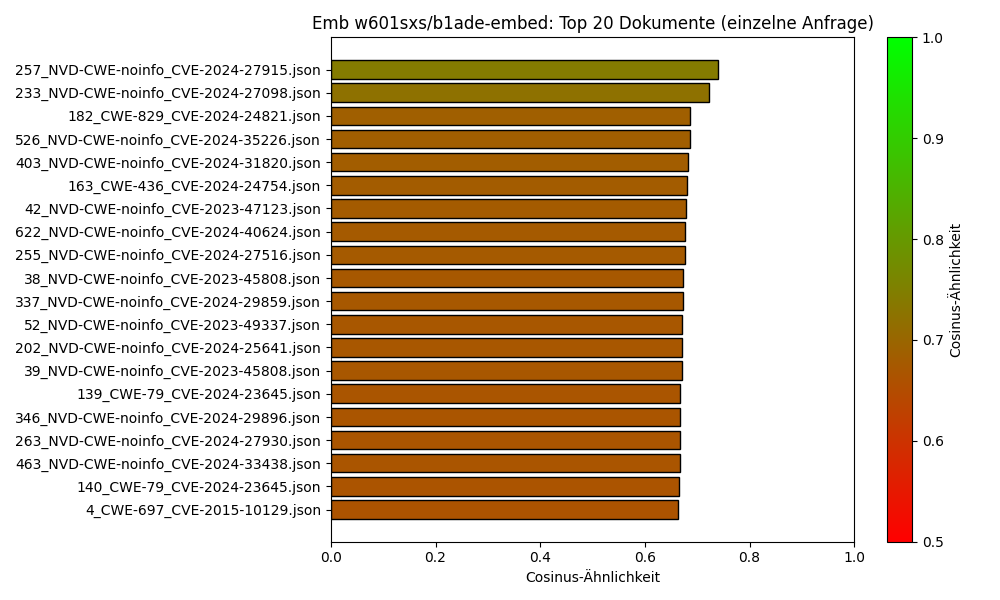 Emb w601sxs/b1ade-embed: Top 20 Dokumente (einzelne Anfrage)
257_NVD-CWE-noinfo_CVE-2024-27915.json
233_NVD-CWE-noinfo_CVE-2024-27098.json
182_CWE-829_CVE-2024-24821.json
526_NVD-CWE-noinfo_CVE-2024-35226.json
403_NVD-CWE-noinfo_CVE-2024-31820.json
163_CWE-436_CVE-2024-24754.json
42_NVD-CWE-noinfo_CVE-2023-47123.json
622_NVD-CWE-noinfo_CVE-2024-40624.json
255_NVD-CWE-noinfo_CVE-2024-27516.json
38_NVD-CWE-noinfo_CVE-2023-45808.json
337_NVD-CWE-noinfo_CVE-2024-29859.json
52_NVD-CWE-noinfo_CVE-2023-49337.json
202_NVD-CWE-noinfo_CVE-2024-25641.json
39_NVD-CWE-noinfo_CVE-2023-45808.json
139_CWE-79_CVE-2024-23645.json
346_NVD-CWE-noinfo_CVE-2024-29896.json
263_NVD-CWE-noinfo_CVE-2024-27930.json
463_NVD-CWE-noinfo_CVE-2024-33438.json
140_CWE-79_CVE-2024-23645.json
4_CWE-697_CVE-2015-10129.json
0.0 0.2 0.4 0.6 0.8 1.0
Cosinus-Ähnlichkeit
1.0
0.9
0.8
0.7
0.6
0.5
Cosinus-Ähnlichkeit